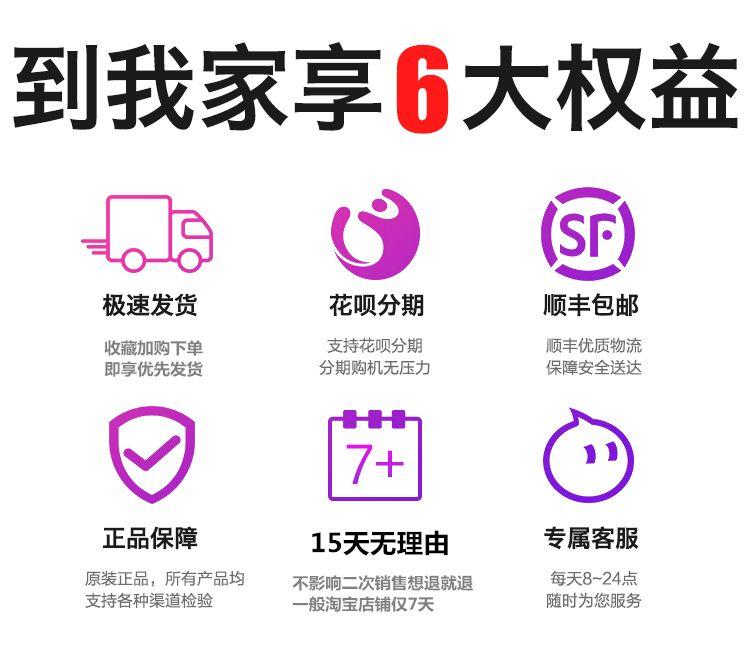 到我家享6大权益
SF
极速发货
花呗分期
顺丰包邮
收藏加购下单
即享优先发货
支持花呗分期
分期购机无压力
顺丰优质物流
保障安全送达
7+
正品保障
15天无理由
专属客服
原装正品，所有产品均
支持各种渠道检验
不影响二次销售想退就退
一般淘宝店铺仅7天
每天8~24点
随时为您服务